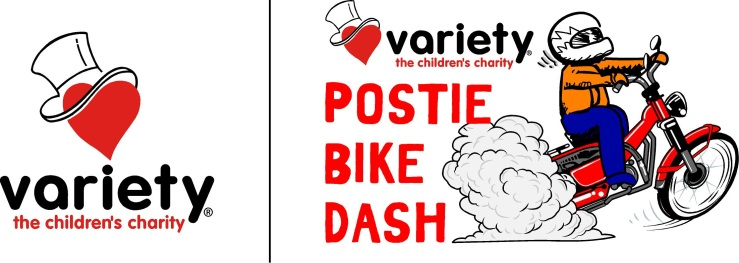 variety®
the children's charity
variety®
the children's charity
POSTIE
BIKE
DASH